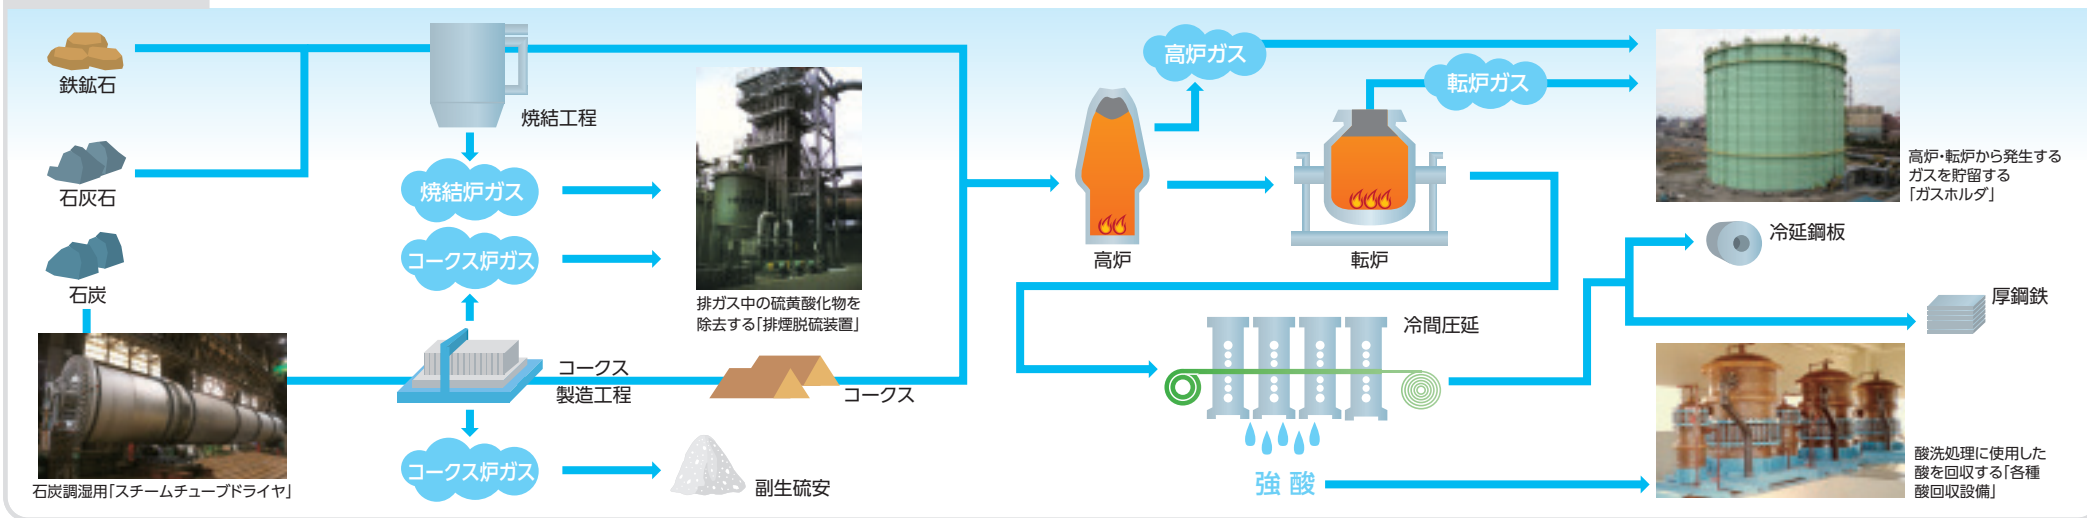 鉄鉱石
石灰石
石炭
石炭調湿用「スチームチューブドライヤ」
焼結工程
焼結炉ガス
コークス炉ガス
コークス
製造工程
コークス炉ガス
排ガス中の硫黄酸化物を
除去する「排煙脱硫装置」
コークス
副生硫安
高炉ガス
転炉ガス
高炉
転炉
冷間圧延
強酸
高炉・転炉から発生する
ガスを貯留する
「ガスホルダ」
冷延鋼板
厚鋼鉄
酸洗処理に使用した
酸を回収する「各種
酸回収設備」